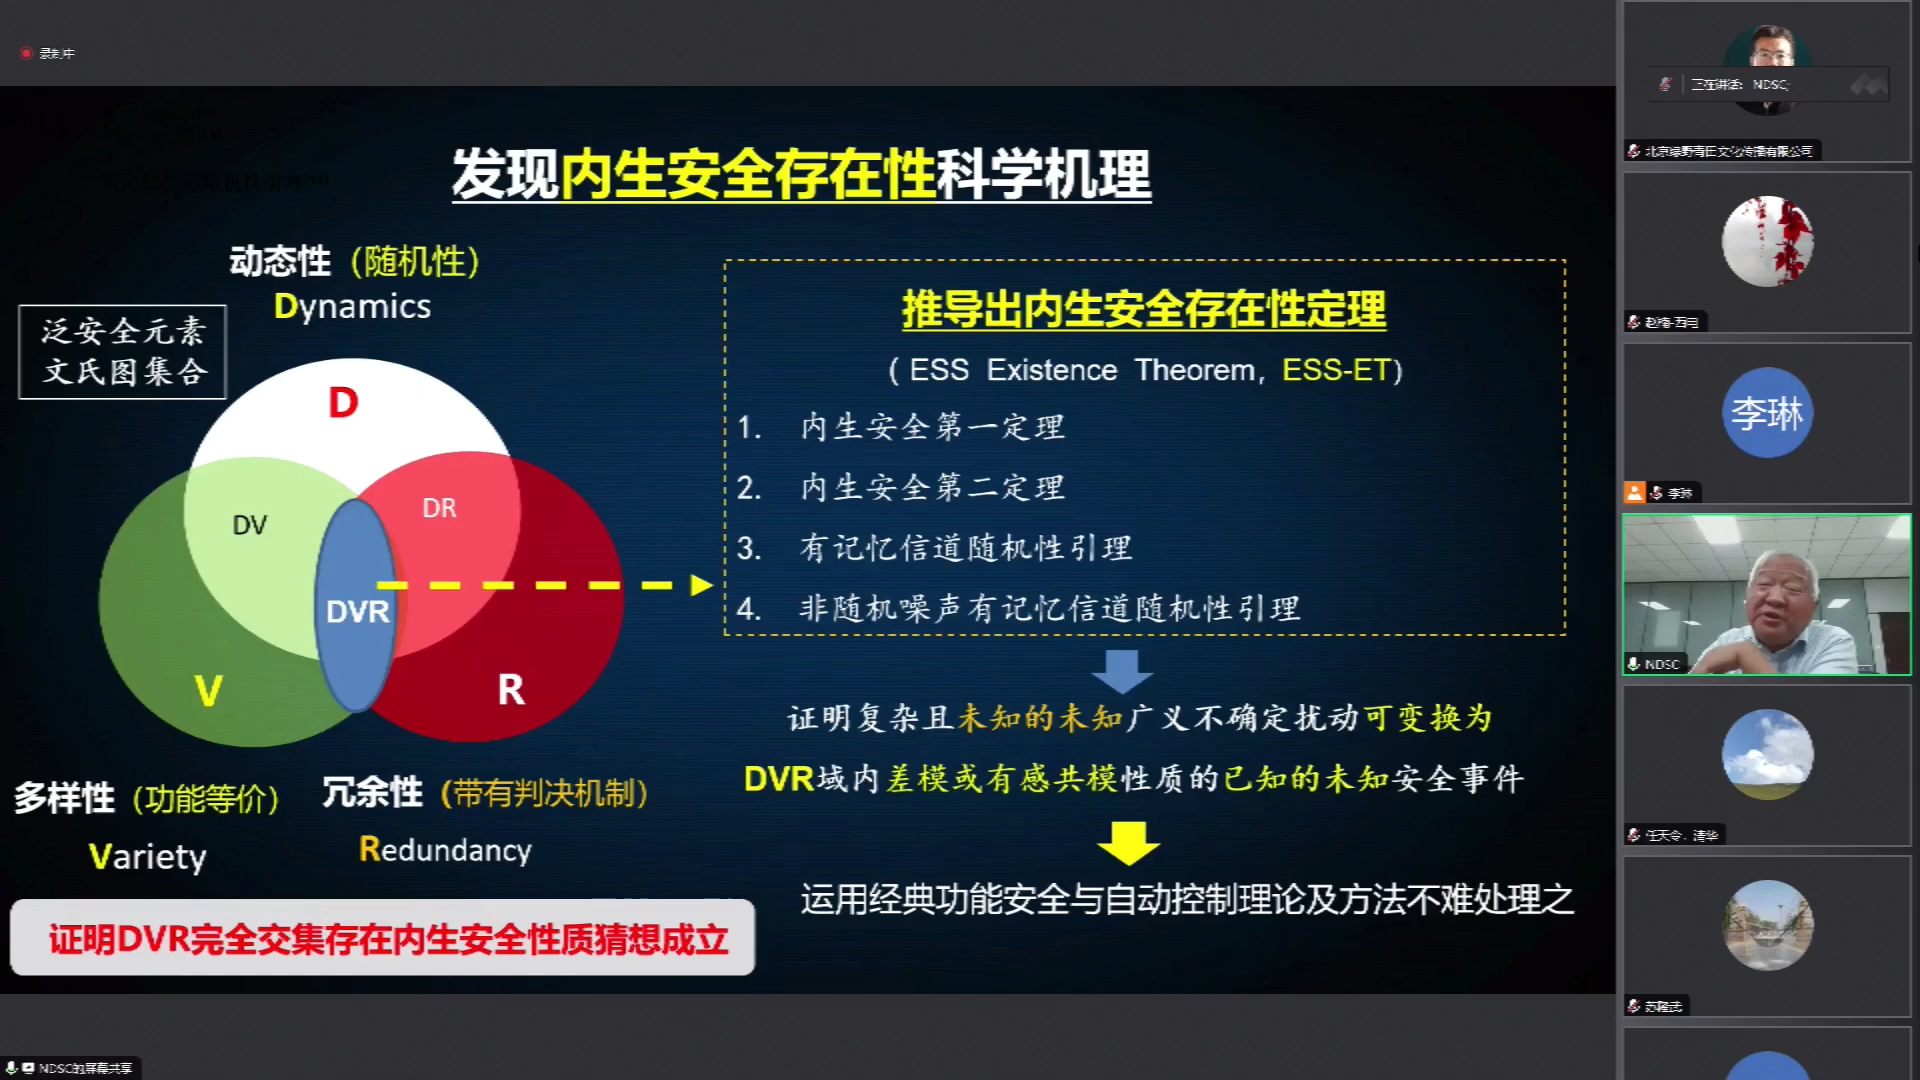 录制中
发现内生安全存在性科学机理
动态性（随机性）
Dynamics
泛安全元素
文氏图集合
D
DV
DR
DVR
V
R
多样性（功能等价）
Variety
冗余性（带有判决机制）
Redundancy
证明DVR完全交集存在内生安全性质猜想成立
推导出内生安全存在性定理
( ESS Existence Theorem, ESS-ET)
1. 内生安全第一定理
2. 内生安全第二定理
3. 有记忆信道随机性引理
4. 非随机噪声有记忆信道随机性引理
证明复杂且未知的未知广义不确定扰动可变换为
DVR域内差模或有感共模性质的已知的未知安全事件
运用经典功能安全与自动控制理论及方法不难处理之
NDSC的屏幕共享
正在讲话: NDSC;
北京绿野青田文化传播有限公司
李琳
李琳
NDSC
任天令，清华